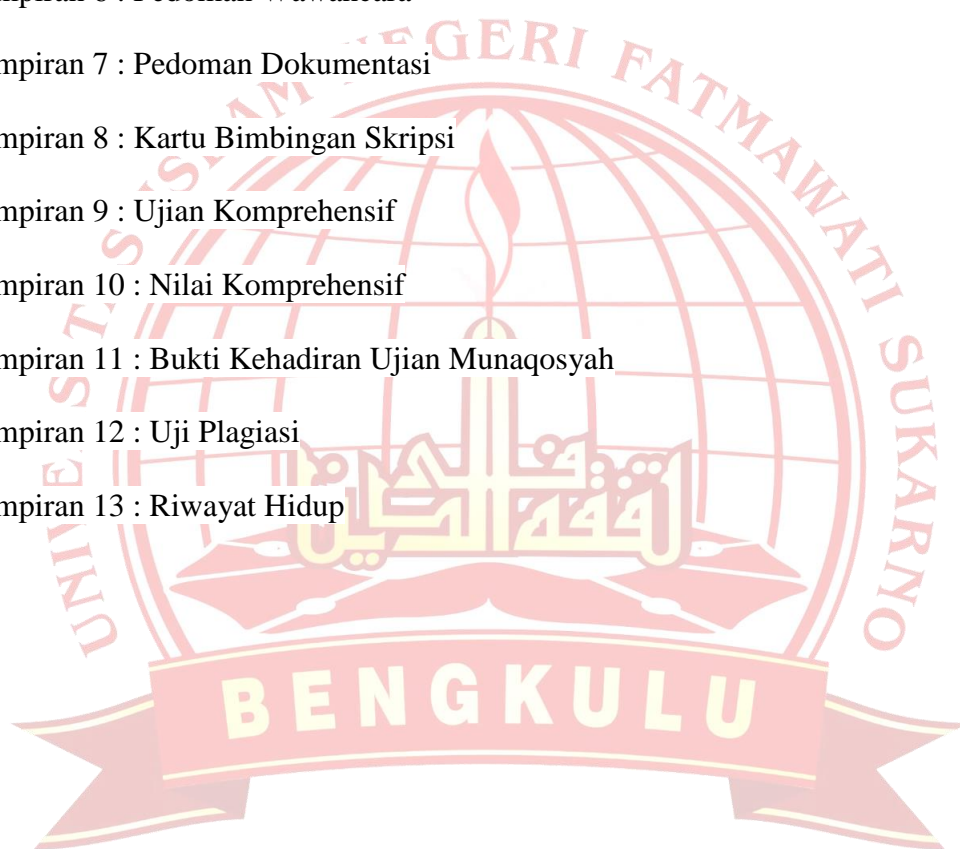 mpiran 7 : Pedoman Dokumentasi
mpiran 8 : Kartu Bimbingan Skripsi
mpiran 9 : Ujian Komprehensif
mpiran 10 : Nilai Komprehensif
mpiran 11 : Bukti Kehadiran Ujian Munaqosyah
mpiran 12 : Uji Plagiasi
mpiran 13 : Riwayat Hidup
GERI FATMAWATI SUKARNO
BENGKULU